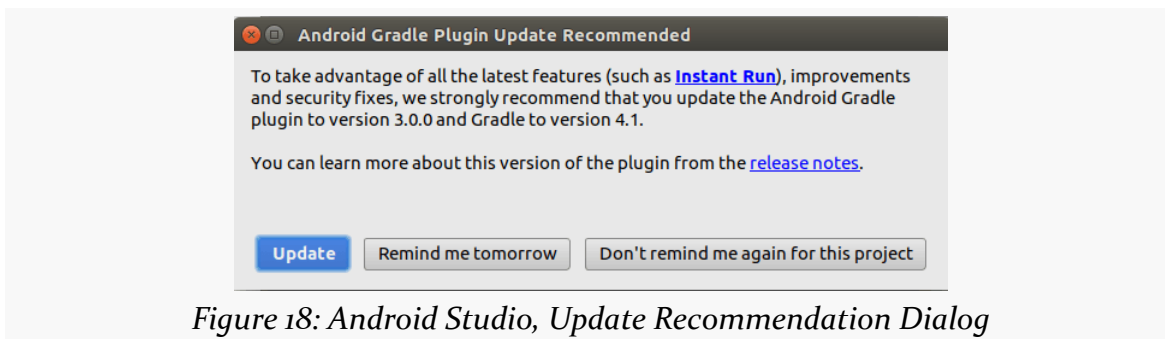 Android Gradle Plugin Update Recommended
To take advantage of all the latest features (such as Instant Run), improvements
and security fixes, we strongly recommend that you update the Android Gradle
plugin to version 3.0.0 and Gradle to version 4.1.
You can learn more about this version of the plugin from the release notes.
Update Remind me tomorrow Don't remind me again for this project
Figure 18: Android Studio, Update Recommendation Dialog